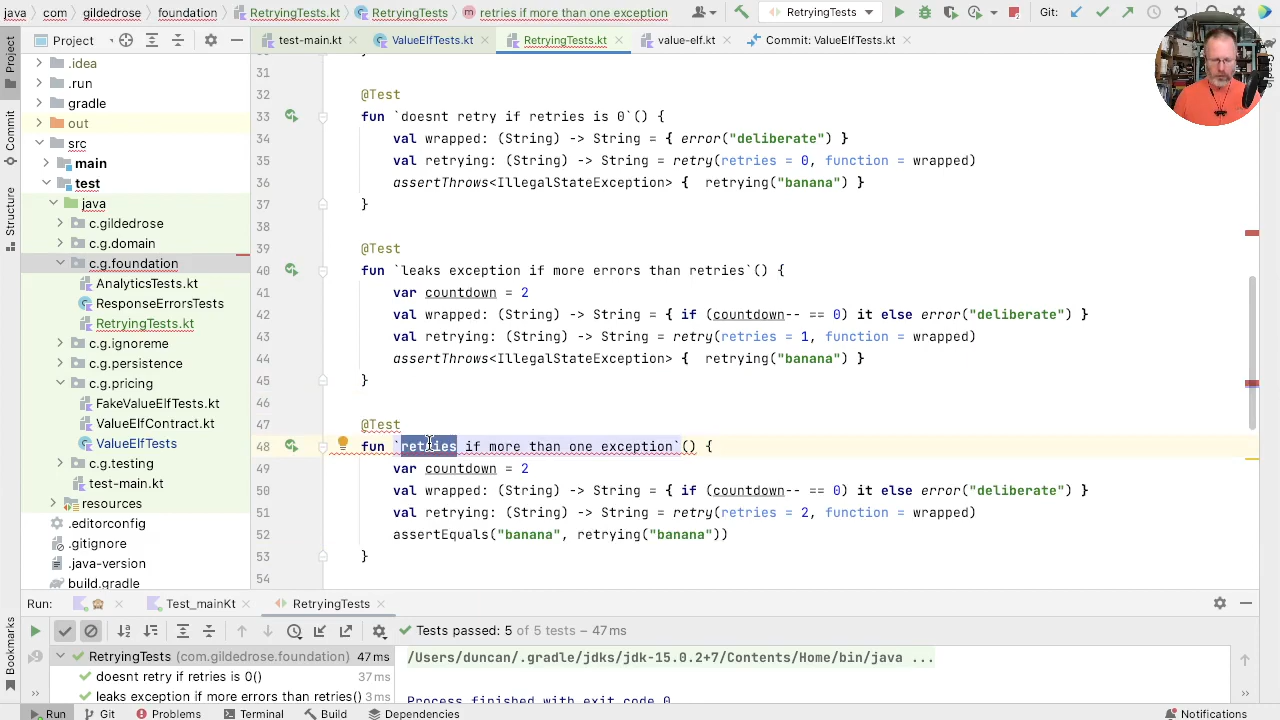 java
com
gildedrose
foundation
RetryingTests.kt
RetryingTests
retries if more than one exception
RetryingTests
Git:
Project
test-main.kt
ValueElfTests.kt
RetryingTests.kt
value-elf.kt
Commit: ValueElfTests.kt
Project
Commit
Structure
Bookmarks
Gradle
.idea
.run
gradle
out
src
main
test
java
c.g.gildedrose
c.g.domain
c.g.foundation
AnalyticsTests.kt
ResponseErrorsTests
RetryingTests.kt
c.g.ignoreme
c.g.persistence
c.g.pricing
FakeValueElfTests.kt
ValueElfContract.kt
ValueElfTests
c.g.testing
test-main.kt
resources
.editorconfig
.gitignore
.java-version
build.gradle
31
32 @Test
33 fun `doesnt retry if retries is 0`() {
34 val wrapped: (String) -> String = { error("deliberate") }
35 val retrying: (String) -> String = retry(retries = 0, function = wrapped)
36 assertThrows<IllegalStateException> {  retrying("banana") }
37 }
38
39 @Test
40 fun `leaks exception if more errors than retries`() {
41 var countdown = 2
42 val wrapped: (String) -> String = { if (countdown-- == 0) it else error("deliberate") }
43 val retrying: (String) -> String = retry(retries = 1, function = wrapped)
44 assertThrows<IllegalStateException> {  retrying("banana") }
45 }
46
47 @Test
48 fun `retries if more than one exception`() {
49 var countdown = 2
50 val wrapped: (String) -> String = { if (countdown-- == 0) it else error("deliberate") }
51 val retrying: (String) -> String = retry(retries = 2, function = wrapped)
52 assertEquals("banana", retrying("banana"))
53 }
54
Run:
Test_mainKt
RetryingTests
Tests passed: 5 of 5 tests – 47 ms
RetryingTests (com.gildedrose.foundation) 47 ms
doesnt retry if retries is 0() 37 ms
leaks exception if more errors than retries() 3 ms
/Users/duncan/.gradle/jdks/jdk-15.0.2+7/Contents/Home/bin/java ...
Process finished with exit code 0
Run
Git
Problems
Terminal
Build
Dependencies
Notifications